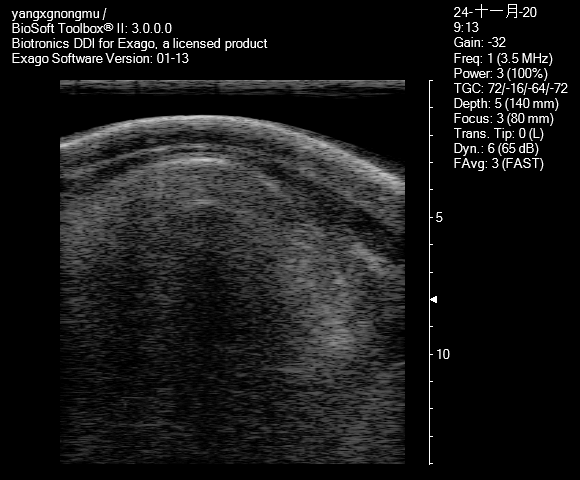 yangxgnongmu /
BioSoft Toolbox® II: 3.0.0.0
Biotronics DDI for Exago, a licensed product
Exago Software Version: 01-13
24-十一月-20
9:13
Gain: -32
Freq: 1 (3.5 MHz)
Power: 3 (100%)
TGC: 72/-16/-64/-72
Depth: 5 (140 mm)
Focus: 3 (80 mm)
Trans. Tip: 0 (L)
Dyn.: 6 (65 dB)
FAvg: 3 (FAST)
5
10